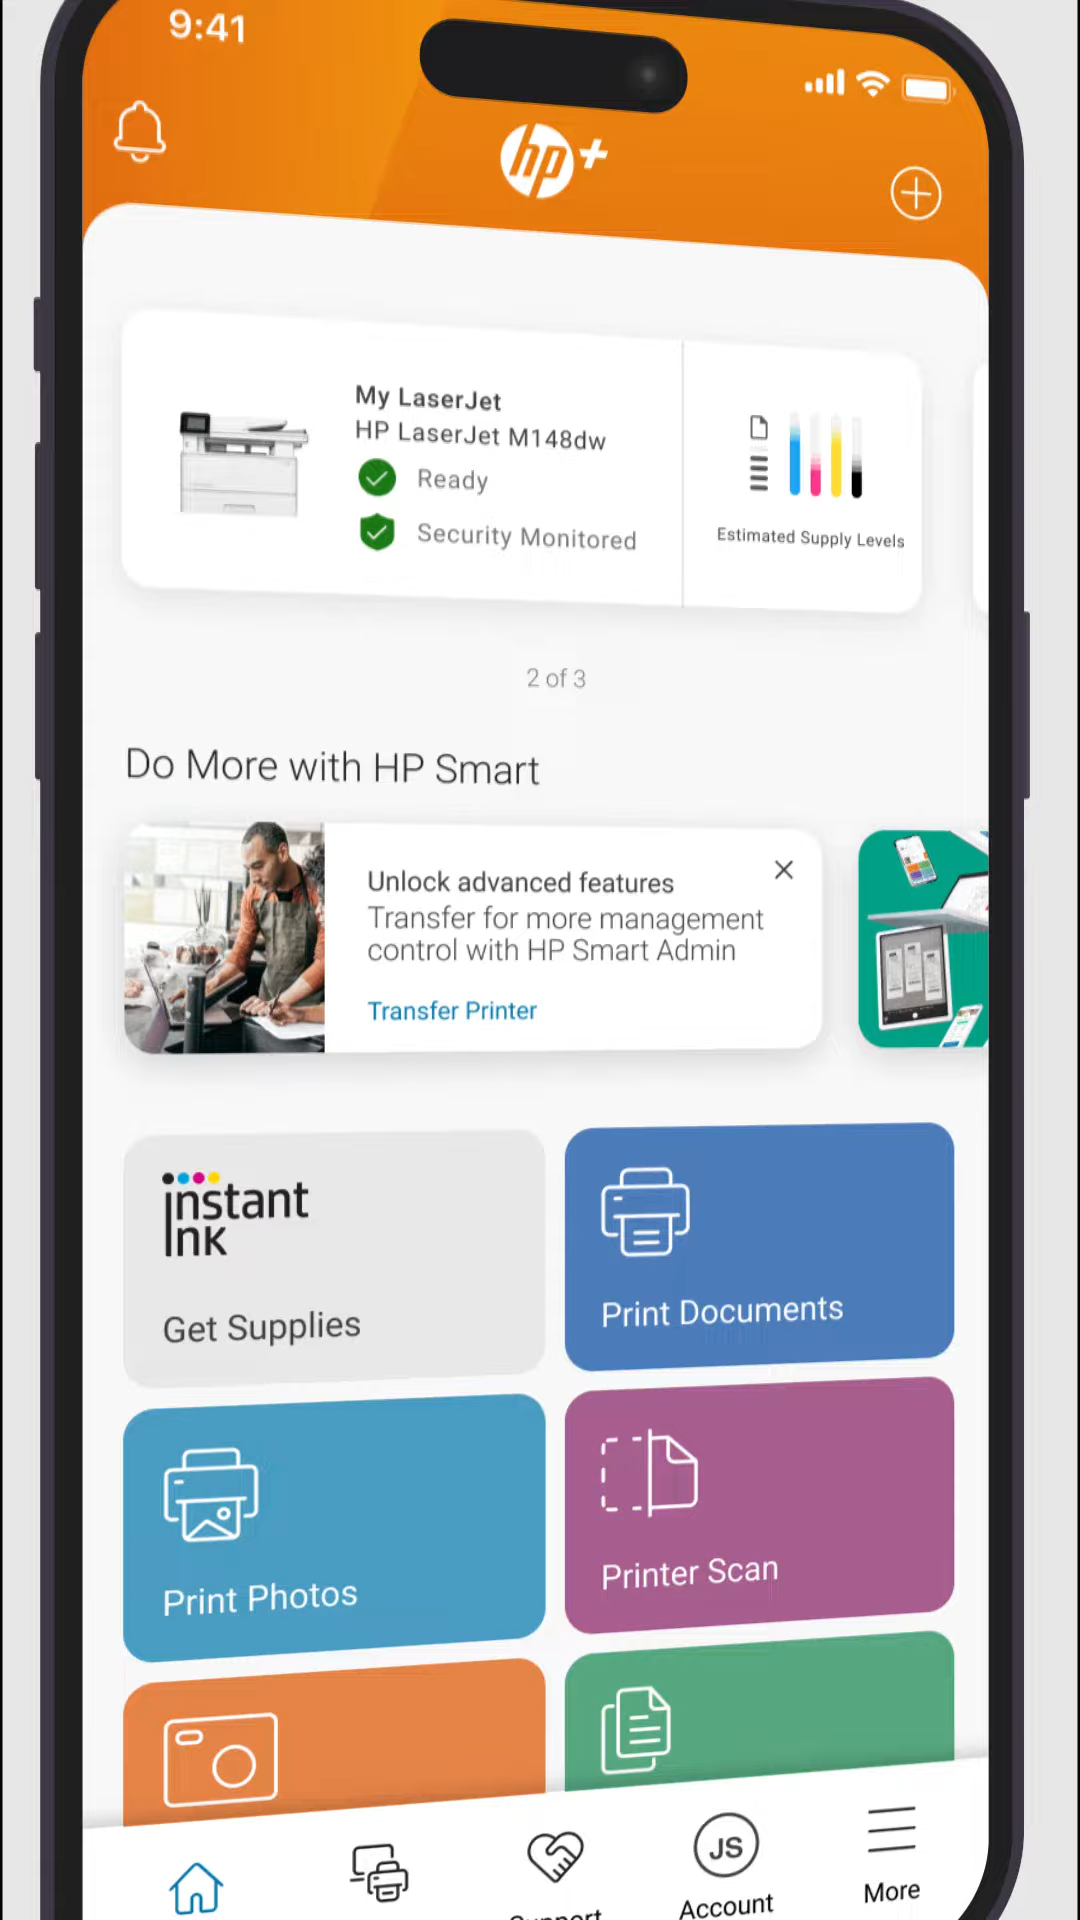 9:41
hp+
My LaserJet
HP LaserJet M148dw
Ready
Security Monitored
Estimated Supply Levels
2 of 3
Do More with HP Smart
Unlock advanced features
Transfer for more management
control with HP Smart Admin
Transfer Printer
instant
ink
Get Supplies
Print Documents
Print Photos
Printer Scan
JS
Support
Account
More